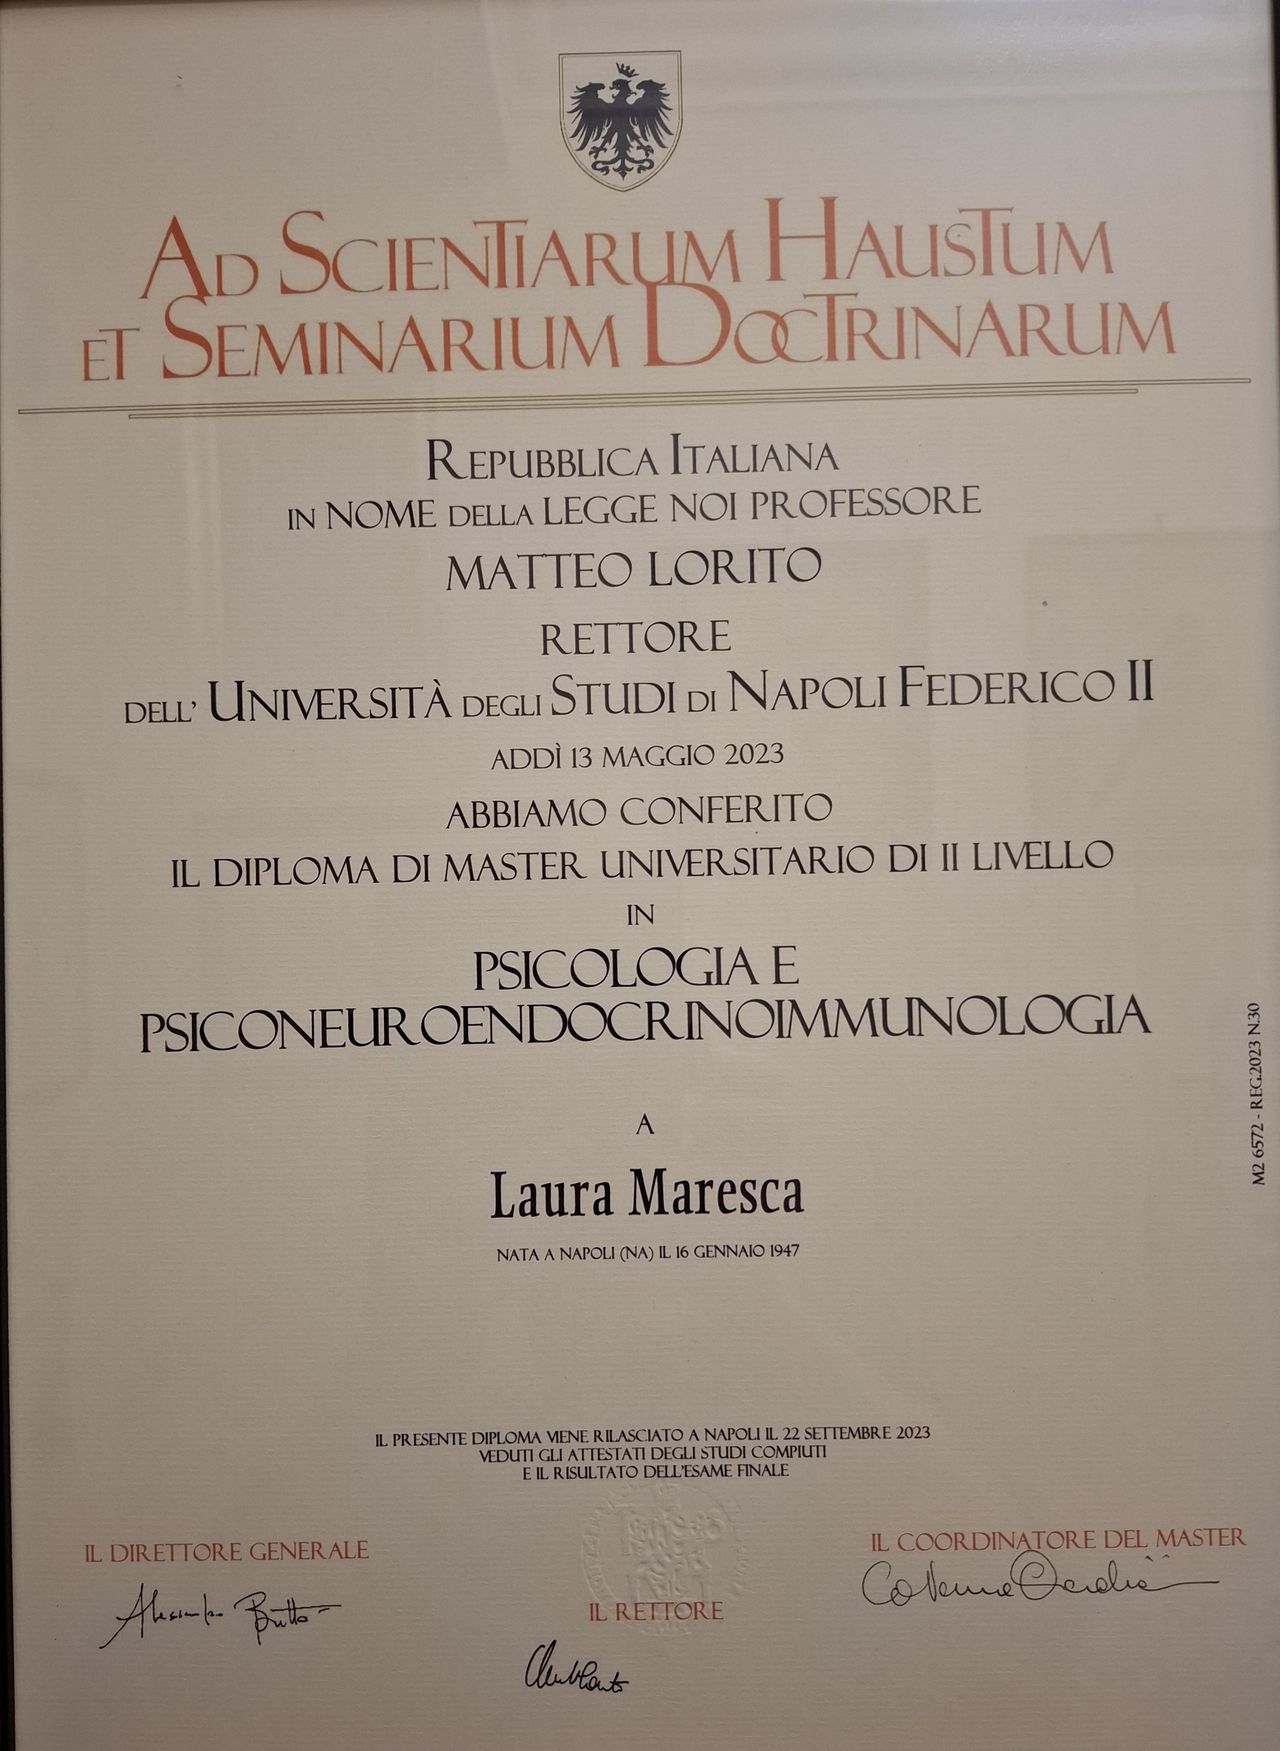 AD SCIENTIARUM HAUSTUM
ET SEMINARIUM DOCTRINARUM
REPUBBLICA ITALIANA
IN NOME DELLA LEGGE NOI PROFESSORE
MATTEO LORITO
RETTORE
DELL' UNIVERSITÀ DEGLI STUDI DI NAPOLI FEDERICO II
ADDÌ 13 MAGGIO 2023
ABBIAMO CONFERITO
IL DIPLOMA DI MASTER UNIVERSITARIO DI II LIVELLO
IN
PSICOLOGIA E
PSICONEUROENDOCRINOIMMUNOLOGIA
A
Laura Maresca
NATA A NAPOLI (NA) IL 16 GENNAIO 1947
M2 6572 - REG.2023 N.30
IL PRESENTE DIPLOMA VIENE RILASCIATO A NAPOLI IL 22 SETTEMBRE 2023
VEDUTI GLI ATTESTATI DEGLI STUDI COMPIUTI
E IL RISULTATO DELL'ESAME FINALE
IL DIRETTORE GENERALE
IL COORDINATORE DEL MASTER
IL RETTORE